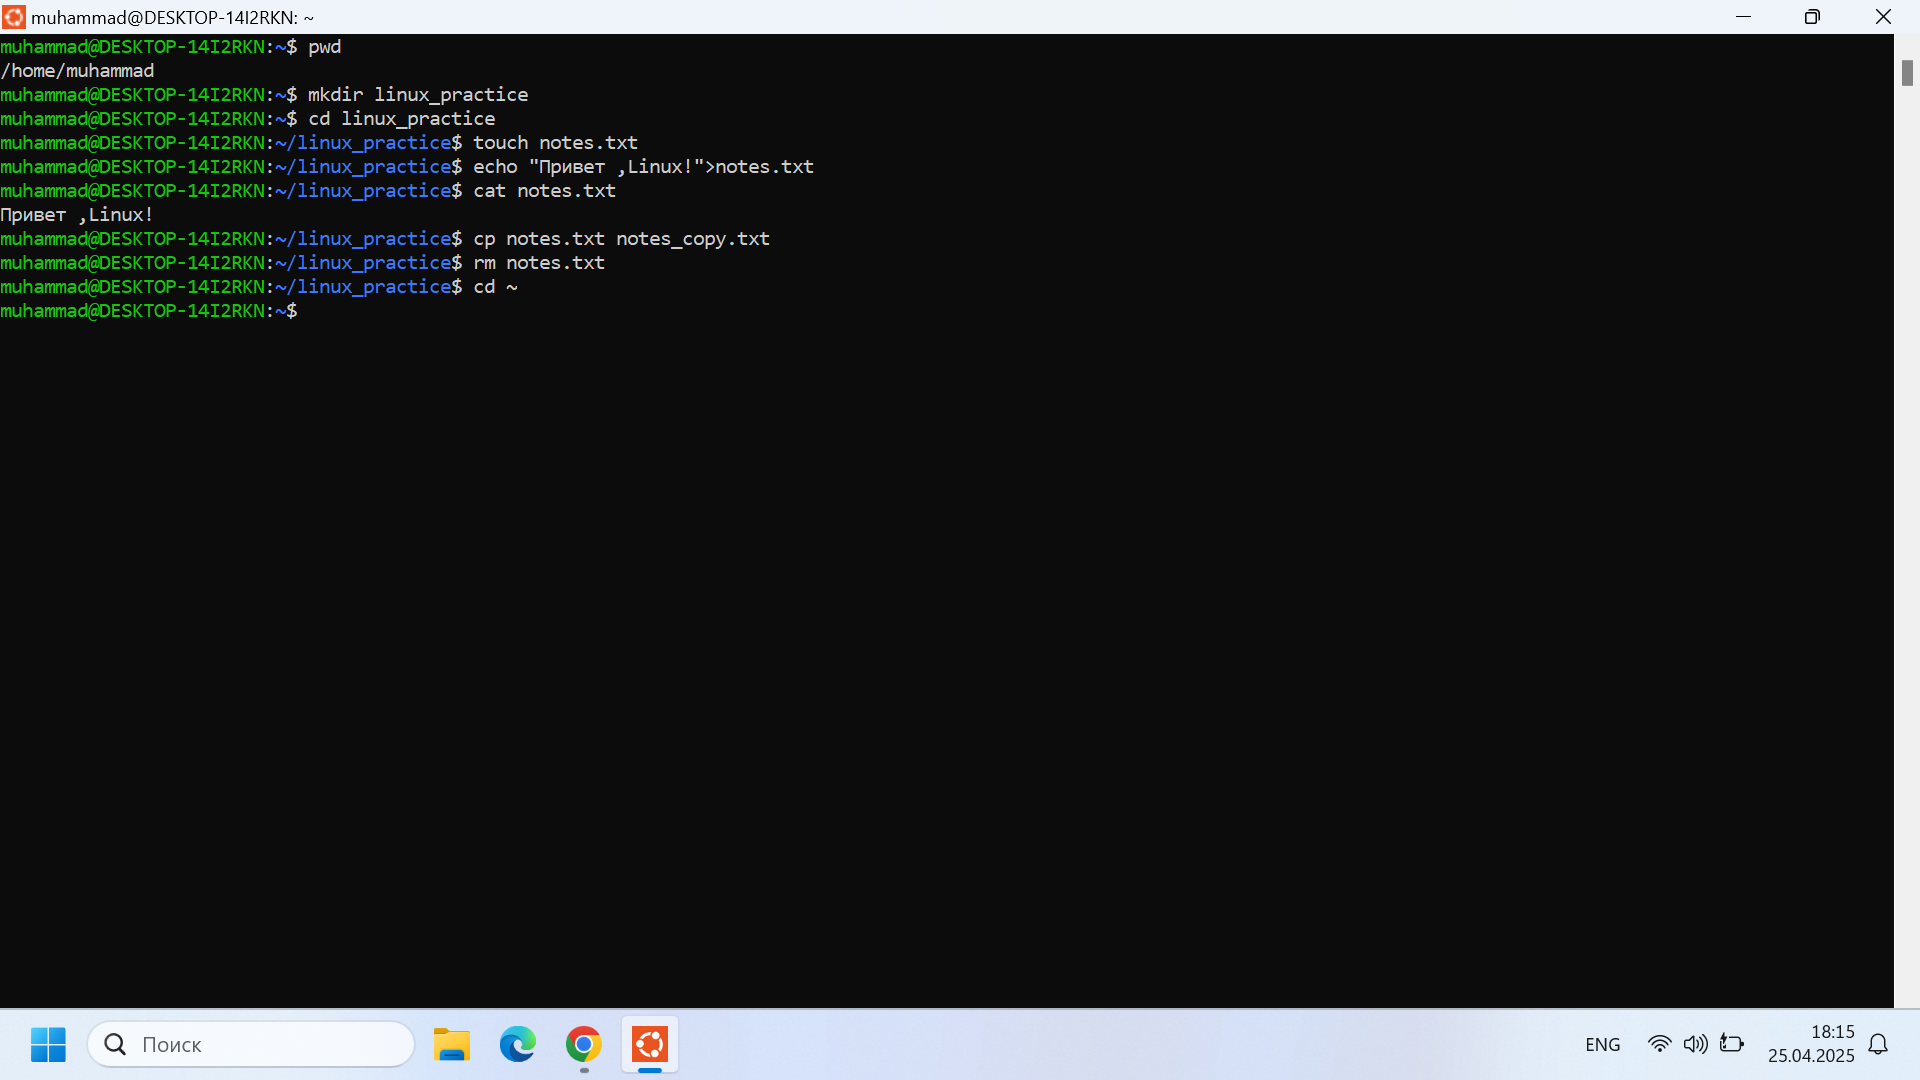 muhammad@DESKTOP-14I2RKN: ~
muhammad@DESKTOP-14I2RKN:~$ pwd
/home/muhammad
muhammad@DESKTOP-14I2RKN:~$ mkdir linux_practice
muhammad@DESKTOP-14I2RKN:~$ cd linux_practice
muhammad@DESKTOP-14I2RKN:~/linux_practice$ touch notes.txt
muhammad@DESKTOP-14I2RKN:~/linux_practice$ echo "Привет ,Linux!">notes.txt
muhammad@DESKTOP-14I2RKN:~/linux_practice$ cat notes.txt
Привет ,Linux!
muhammad@DESKTOP-14I2RKN:~/linux_practice$ cp notes.txt notes_copy.txt
muhammad@DESKTOP-14I2RKN:~/linux_practice$ rm notes.txt
muhammad@DESKTOP-14I2RKN:~/linux_practice$ cd ~
muhammad@DESKTOP-14I2RKN:~$
Поиск
ENG
18:15
25.04.2025